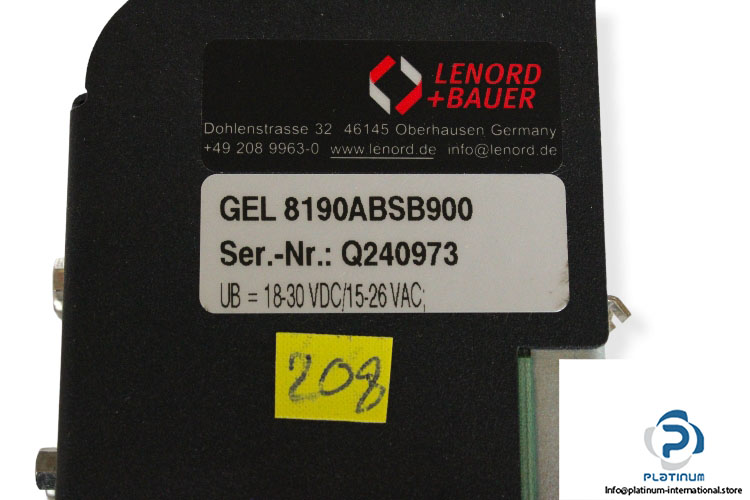 LENORD
+BAUER
Dohlenstrasse 32 46145 Oberhausen Germany
+49 208 9963-0 www.lenord.de info@lenord.de
GEL 8190ABSB900
Ser.-Nr.: Q240973
UB = 18-30 VDC/15-26 VAC;
208
PLATINUM
Info@platinum-international.store